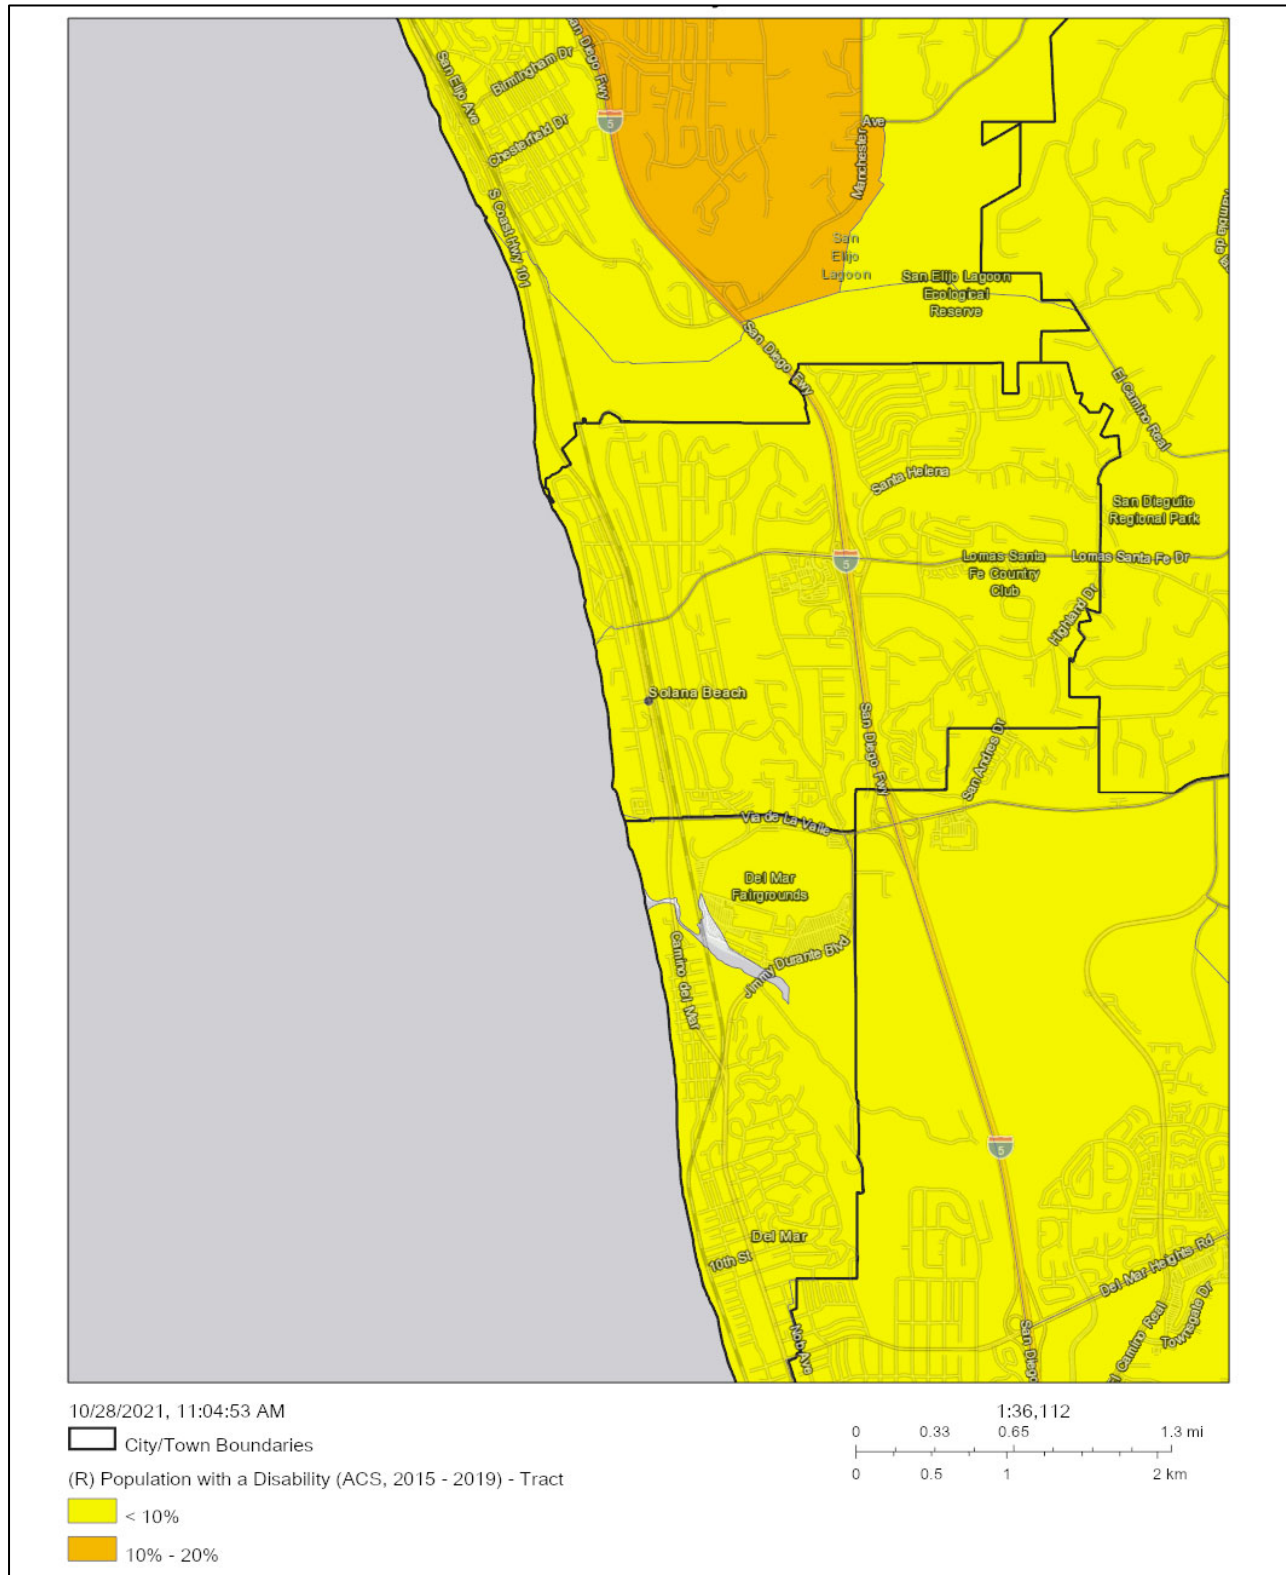 San Diego Fwy
Birmingham Dr
San Elijo Ave
5
Chesterfield Dr
Manchester
Ave
S Coast Hwy 101
San
Elijo
Lagoon
San Elijo Lagoon
Ecological
Reserve
San Diego Fwy
El Camino Real
Santa Helena
San Dieguito
Regional Park
5
Lomas Santa
Fe Country
Club
Lomas Santa Fe Dr
Highland Dr
Solana Beach
San Diego Fwy
San Andres Dr
Via de La Valle
Del Mar
Fairgrounds
Camino del Mar
Jimmy Durante Blvd
5
Del Mar
10th St
Del Mar Heights Rd
Nob Ave
San Dieg
El Camino Real
Townsgate Dr
10/28/2021, 11:04:53 AM
City/Town Boundaries
(R) Population with a Disability (ACS, 2015 - 2019) - Tract
< 10%
10% - 20%
1:36,112
0 0.33 0.65 1.3 mi
0 0.5 1 2 km